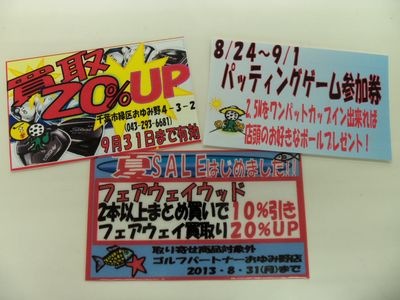 買取
20%UP
千葉市緑区おゆみ野4-3-2
(043-293-6681)
9月31日まで有効
8/24~9/1
パッティングゲーム参加券
2.5Mをワンパットカップイン出来れば
店頭のお好きなボールプレゼント!
夏SALEはじめました
フェアウェイウッド
2本以上まとめ買いで10%引き
フェアウェイ買取り20%UP
取り寄せ商品対象外
ゴルフパートナーおゆみ野店
2013・8・31(月)まで